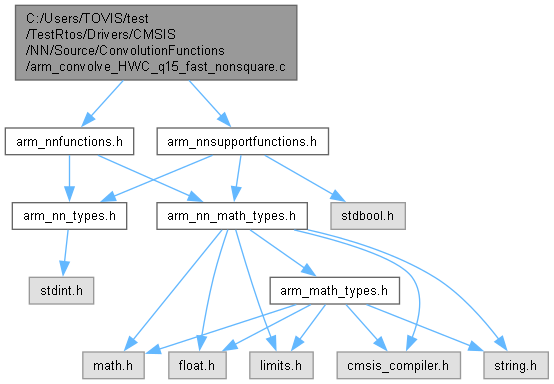 C:/Users/TOVIS/test
/TestRtos/Drivers/CMSIS
/NN/Source/ConvolutionFunctions
/arm_convolve_HWC_q15_fast_nonsquare.c
arm_nnfunctions.h
arm_nnsupportfunctions.h
arm_nn_types.h
arm_nn_math_types.h
stdbool.h
stdint.h
arm_math_types.h
math.h
float.h
limits.h
cmsis_compiler.h
string.h